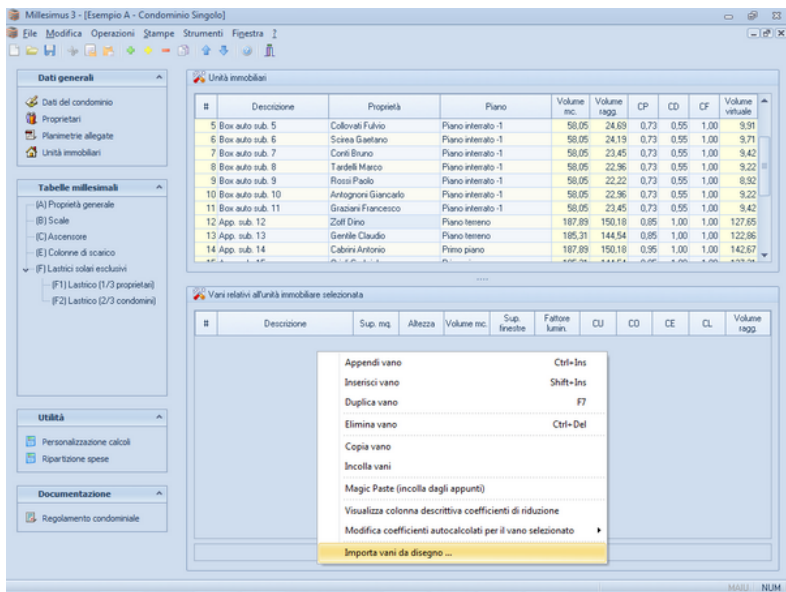 Millesimus 3 - [Esempio A - Condominio Singolo]
File Modifica Operazioni Stampe Strumenti Finestra ?
Dati generali
Dati del condominio
Proprietari
Planimetrie allegate
Unità immobiliari
Tabelle millesimali
(A) Proprietà generale
(B) Scale
(C) Ascensore
(E) Colonne di scarico
(F) Lastrici solari esclusivi
(F1) Lastrico (1/3 proprietari)
(F2) Lastrico (2/3 condomini)
Utilità
Personalizzazione calcoli
Ripartizione spese
Documentazione
Regolamento condominiale
Unità immobiliari
# Descrizione Proprietà Piano Volume mc. Volume ragg. CP CD CF Volume virtuale
5 Box auto sub. 5 Collovati Fulvio Piano interrato -1 58,05 24,69 0,73 0,55 1,00 9,91
6 Box auto sub. 6 Scirea Gaetano Piano interrato -1 58,05 24,19 0,73 0,55 1,00 9,71
7 Box auto sub. 7 Conti Bruno Piano interrato -1 58,05 23,45 0,73 0,55 1,00 9,42
8 Box auto sub. 8 Tardelli Marco Piano interrato -1 58,05 22,96 0,73 0,55 1,00 9,22
9 Box auto sub. 9 Rossi Paolo Piano interrato -1 58,05 22,22 0,73 0,55 1,00 8,92
10 Box auto sub. 10 Antognoni Giancarlo Piano interrato -1 58,05 22,96 0,73 0,55 1,00 9,22
11 Box auto sub. 11 Graziani Francesco Piano interrato -1 58,05 23,45 0,73 0,55 1,00 9,42
12 App. sub. 12 Zoff Dino Piano terreno 187,89 150,18 0,85 1,00 1,00 127,65
13 App. sub. 13 Gentile Claudio Piano terreno 185,31 144,54 0,85 1,00 1,00 122,86
14 App. sub. 14 Cabrini Antonio Primo piano 187,89 150,18 0,95 1,00 1,00 142,67
Vani relativi all'unità immobiliare selezionata
# Descrizione Sup. mq. Altezza Volume mc. Sup. finestre Fattore lumin. CU CO CE CL Volume ragg.
Appendi vano Ctrl+Ins
Inserisci vano Shift+Ins
Duplica vano F7
Elimina vano Ctrl+Del
Copia vano
Incolla vani
Magic Paste (incolla dagli appunti)
Visualizza colonna descrittiva coefficienti di riduzione
Modifica coefficienti autocalcolati per il vano selezionato
Importa vani da disegno ...
MAIU NUM